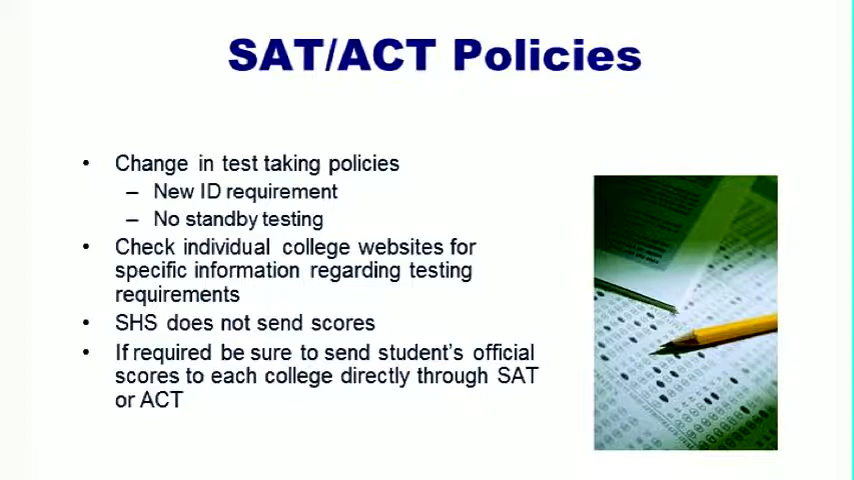 SAT/ACT Policies
• Change in test taking policies
– New ID requirement
– No standby testing
• Check individual college websites for
specific information regarding testing
requirements
• SHS does not send scores
• If required be sure to send student’s official
scores to each college directly through SAT
or ACT